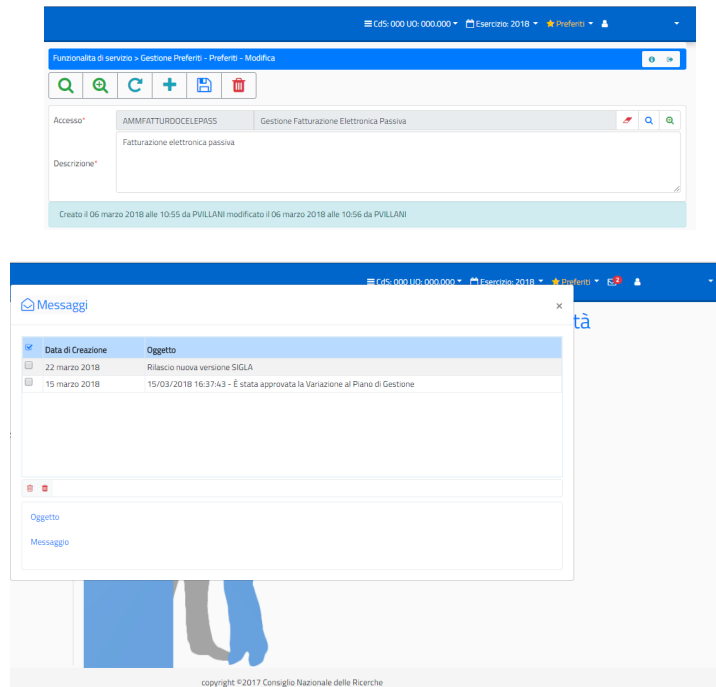 CdS: 000 UO: 000.000 Esercizio: 2018 Preferiti
Funzionalita di servizio > Gestione Preferiti - Preferiti - Modifica
Accesso* AMMFATTURDOCELEPASS Gestione Fatturazione Elettronica Passiva
Fatturazione elettronica passiva
Descrizione*
Creato il 06 marzo 2018 alle 10:55 da PVILLANI modificato il 06 marzo 2018 alle 10:56 da PVILLANI
CdS: 000 UO: 000.000 Esercizio: 2018 Preferiti 2
Messaggi ×
tà
Data di Creazione Oggetto
22 marzo 2018 Rilascio nuova versione SIGLA
15 marzo 2018 15/03/2018 16:37:43 - É stata approvata la Variazione al Piano di Gestione
Oggetto
Messaggio
copyright ©2017 Consiglio Nazionale delle Ricerche